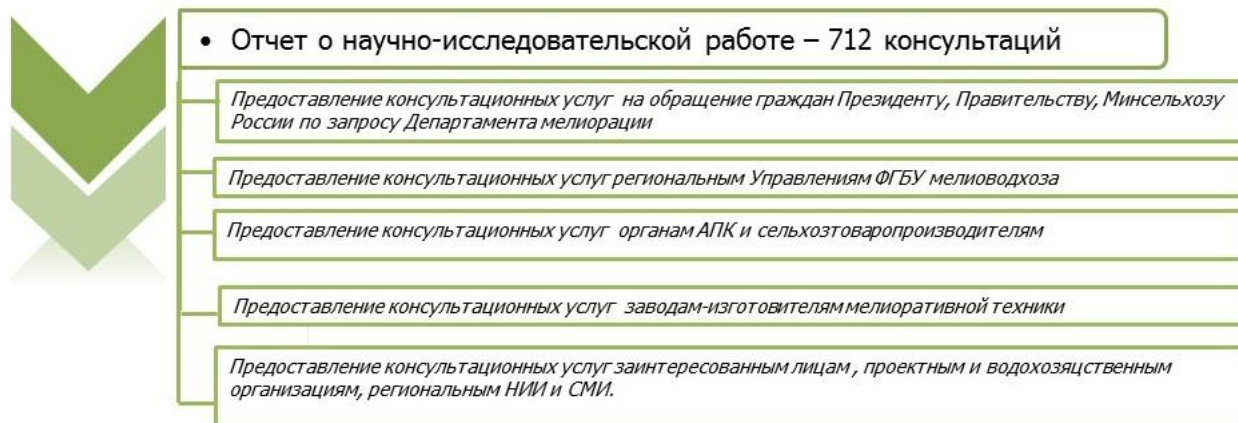 • Отчет о научно-исследовательской работе – 712 консультаций
Предоставление консультационных услуг на обращение граждан Президенту, Правительству, Минсельхозу
России по запросу Департамента мелиорации
Предоставление консультационных услуг региональным Управлениям ФГБУ мелиоводхоза
Предоставление консультационных услуг органам АПК и сельхозтоваропроизводителям
Предоставление консультационных услуг заводам-изготовителям мелиоративной техники
Предоставление консультационных услуг заинтересованным лицам , проектным и водохозяцственным
организациям, региональным НИИ и СМИ.